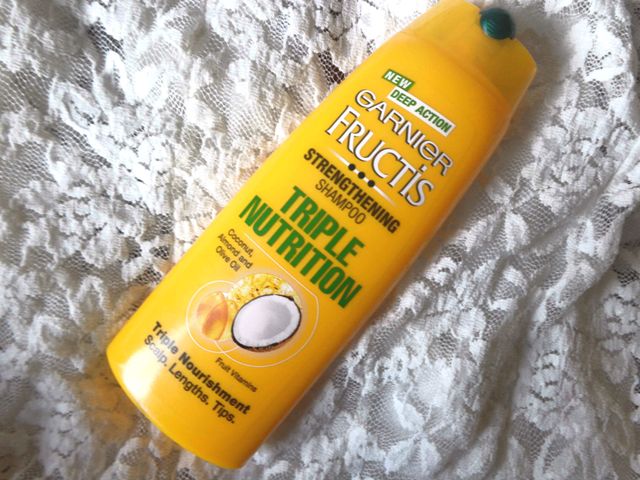 NEW
DEEP ACTION
GARNIER
FRUCTIS
STRENGTHENING
SHAMPOO
TRIPLE
NUTRITION
Coconut,
Almond and
Olive Oil
Fruit Vitamins
Triple Nourishment
Scalp. Lengths. Tips.